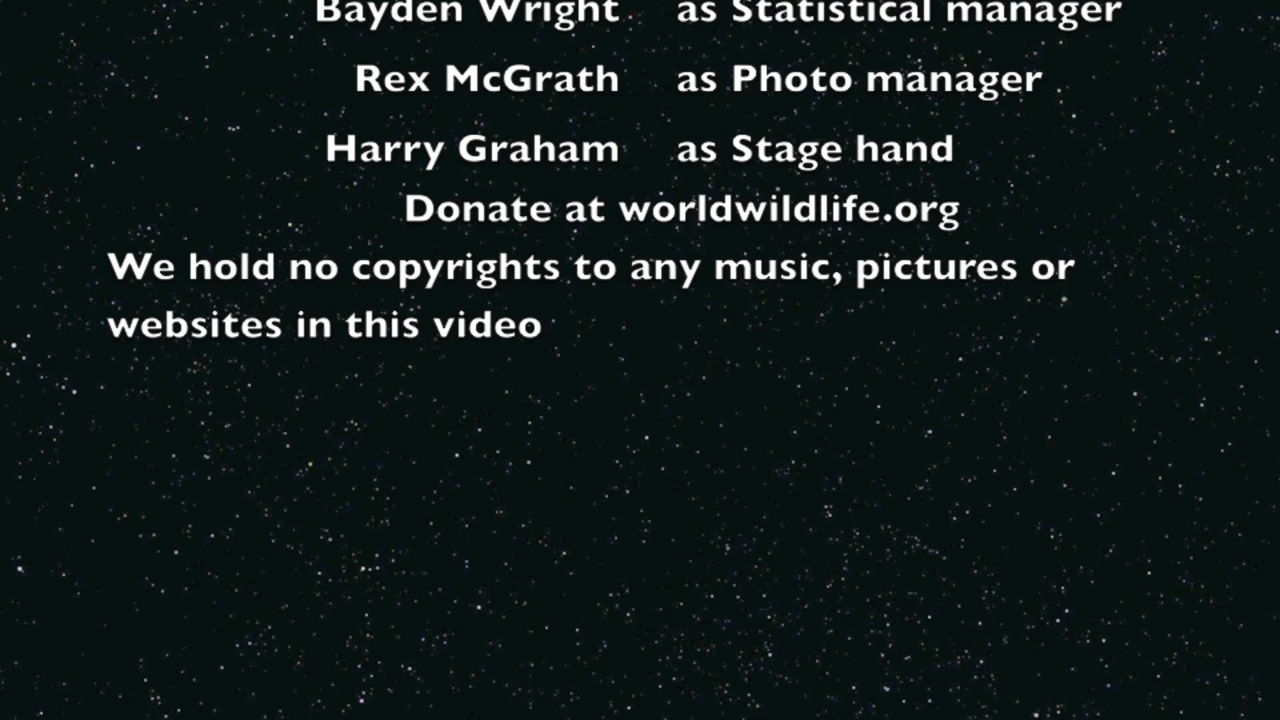 Bayden Wright as Statistical manager
Rex McGrath as Photo manager
Harry Graham as Stage hand
Donate at worldwildlife.org
We hold no copyrights to any music, pictures or
websites in this video